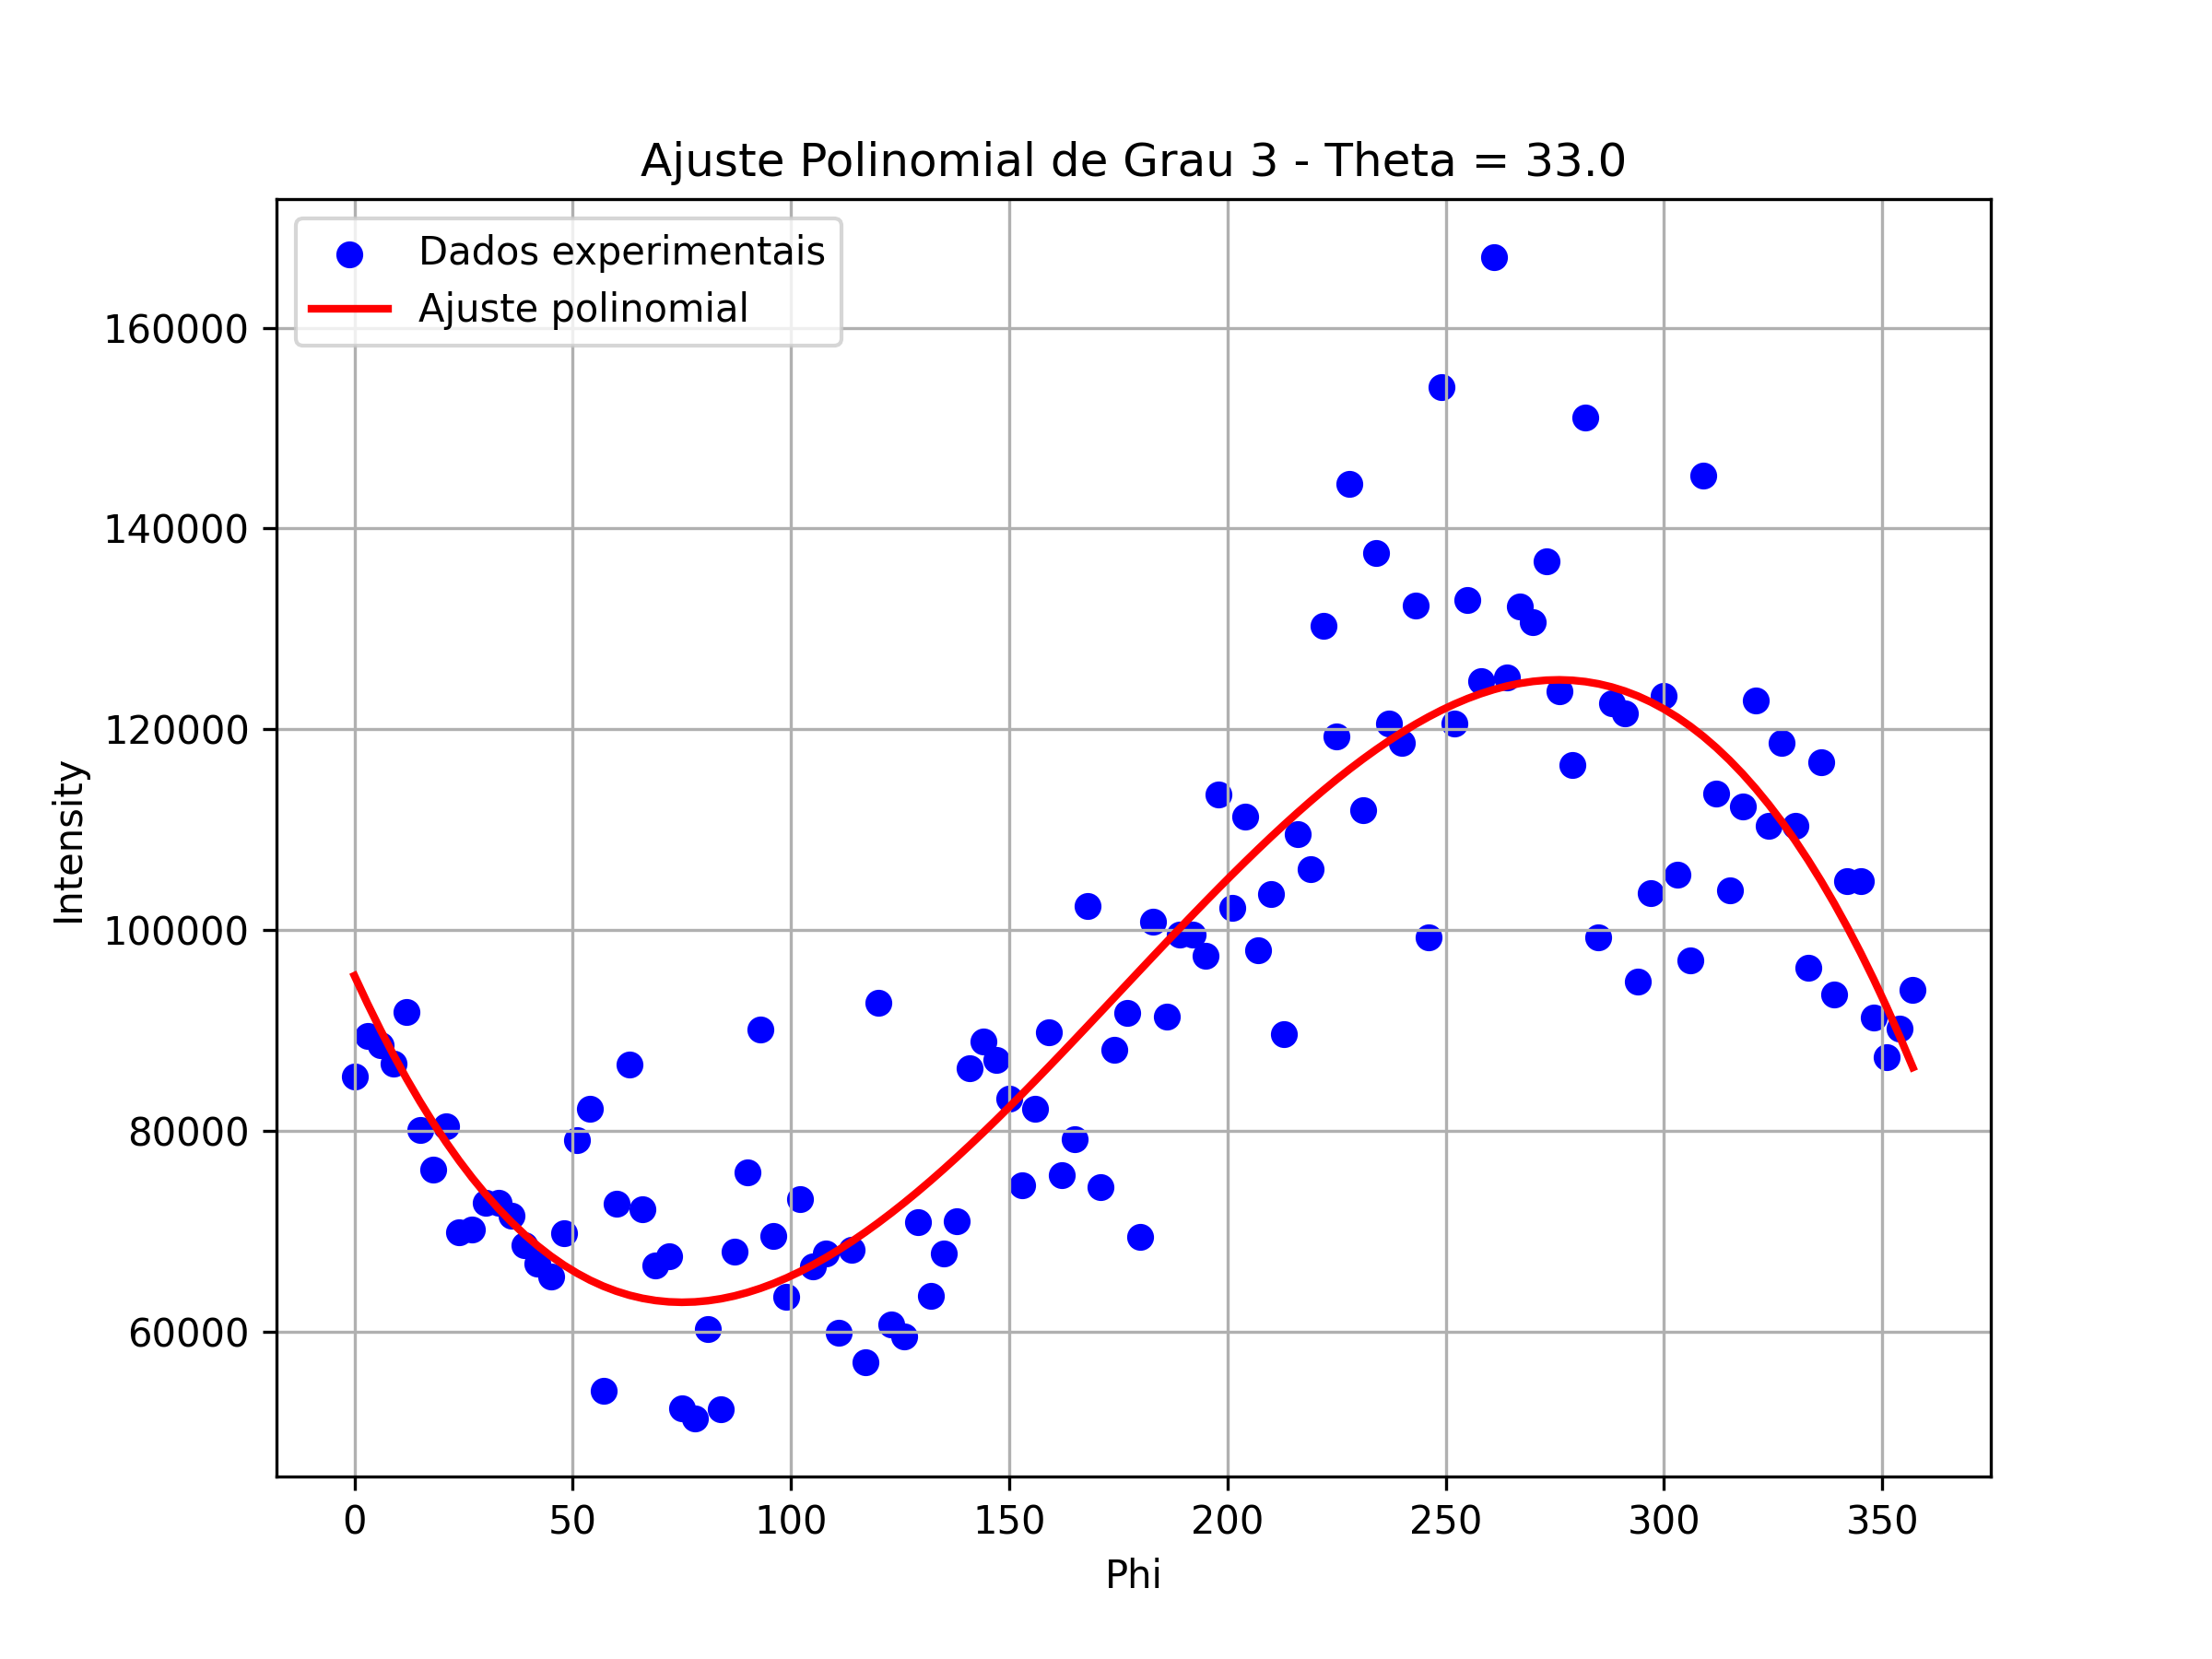 Ajuste Polinomial de Grau 3 - Theta = 33.0
Dados experimentais
Ajuste polinomial
160000
140000
120000
100000
80000
60000
Intensity
0 50 100 150 200 250 300 350
Phi